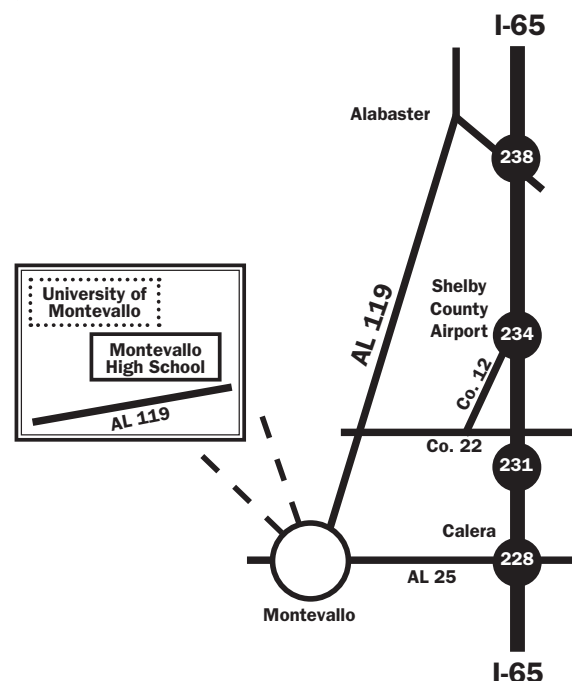 I-65
Alabaster
238
University of
Montevallo
Montevallo
High School
AL 119
AL 119
Shelby
County
Airport
234
Co. 12
Co. 22
231
Calera
228
AL 25
Montevallo
I-65